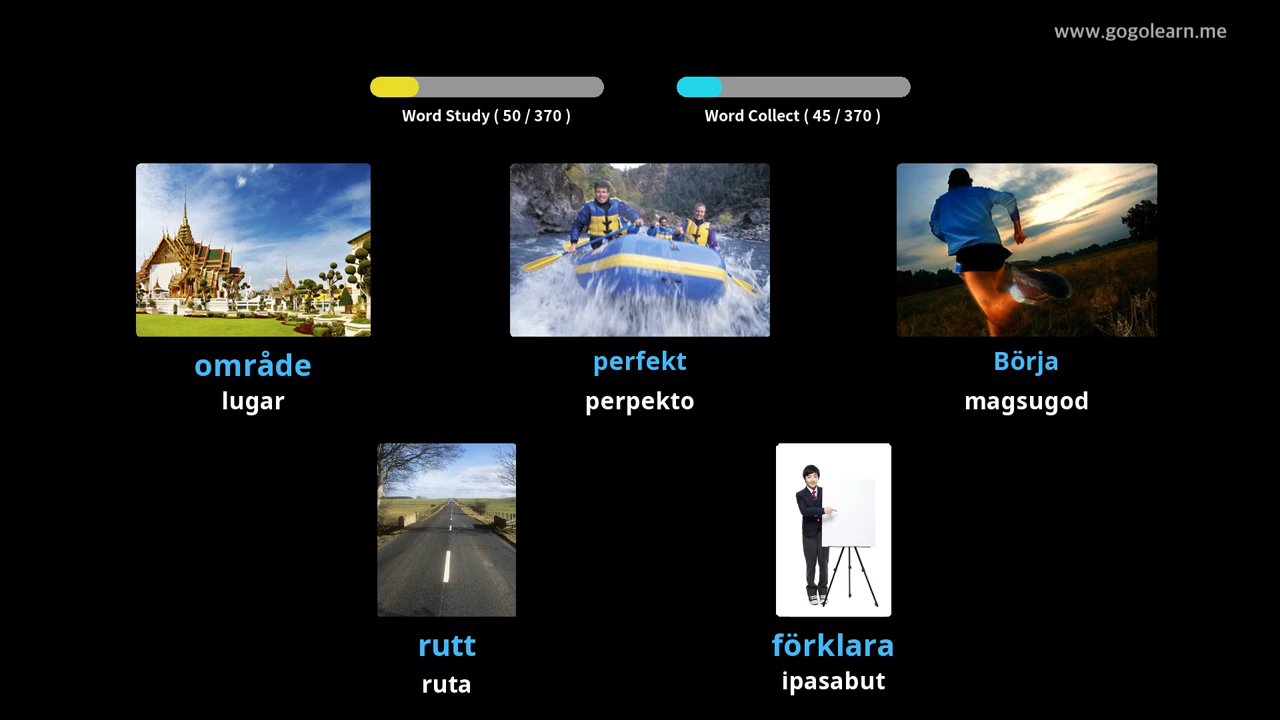 www.gogolearn.me
Word Study ( 50 / 370 )
Word Collect ( 45 / 370 )
område
lugar
perfekt
perpekto
Börja
magsugod
rutt
ruta
förklara
ipasabut